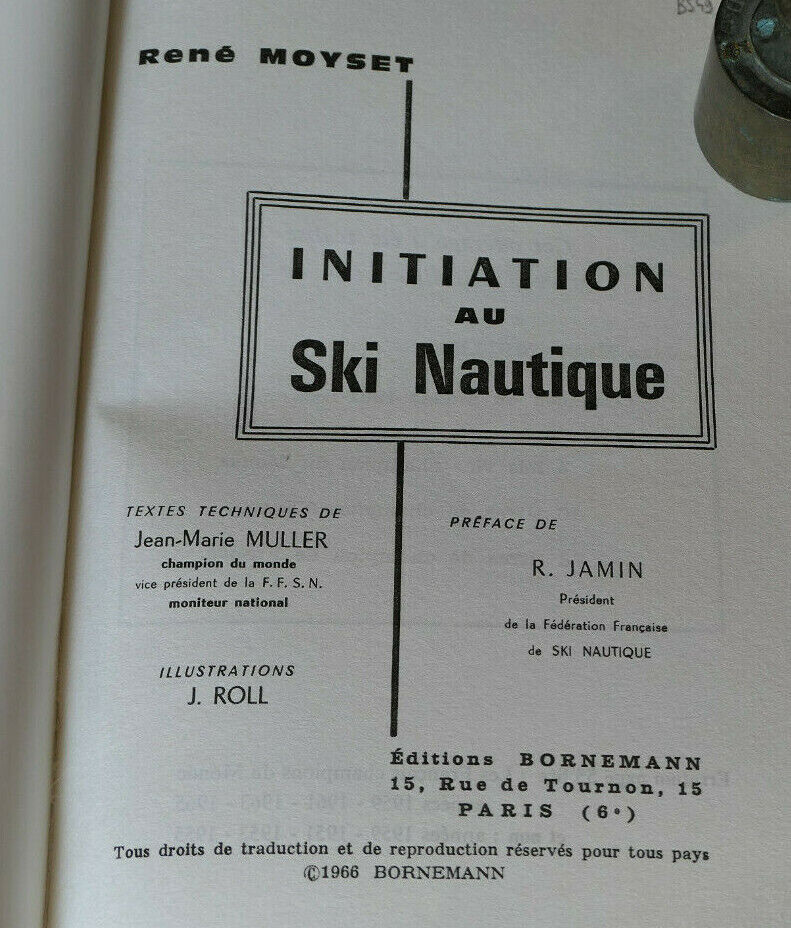 René MOYSET
INITIATION
AU
Ski Nautique
TEXTES TECHNIQUES DE
Jean-Marie MULLER
champion du monde
vice président de la F. F. S. N.
moniteur national
ILLUSTRATIONS
J. ROLL
PRÉFACE DE
R. JAMIN
Président
de la Fédération Française
de SKI NAUTIQUE
Éditions BORNEMANN
15, Rue de Tournon, 15
PARIS (6e)
Tous droits de traduction et de reproduction réservés pour tous pays
©1966 BORNEMANN